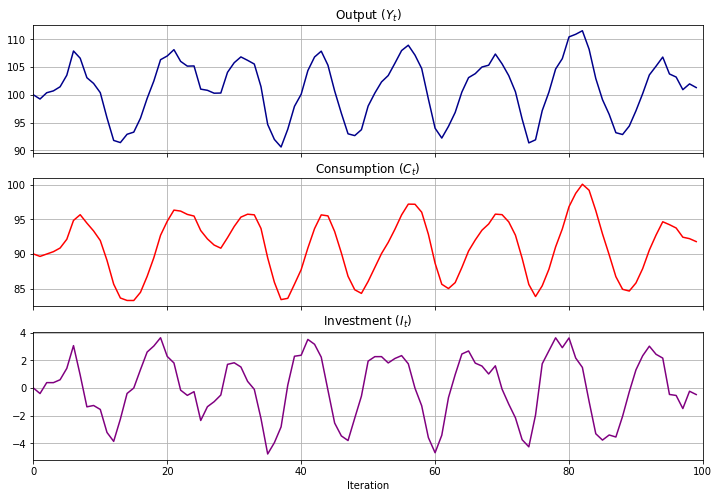 Output (Y_t)
110
105
100
95
90
Consumption (C_t)
100
95
90
85
Investment (I_t)
4
2
0
−2
−4
0 20 40 60 80 100
Iteration